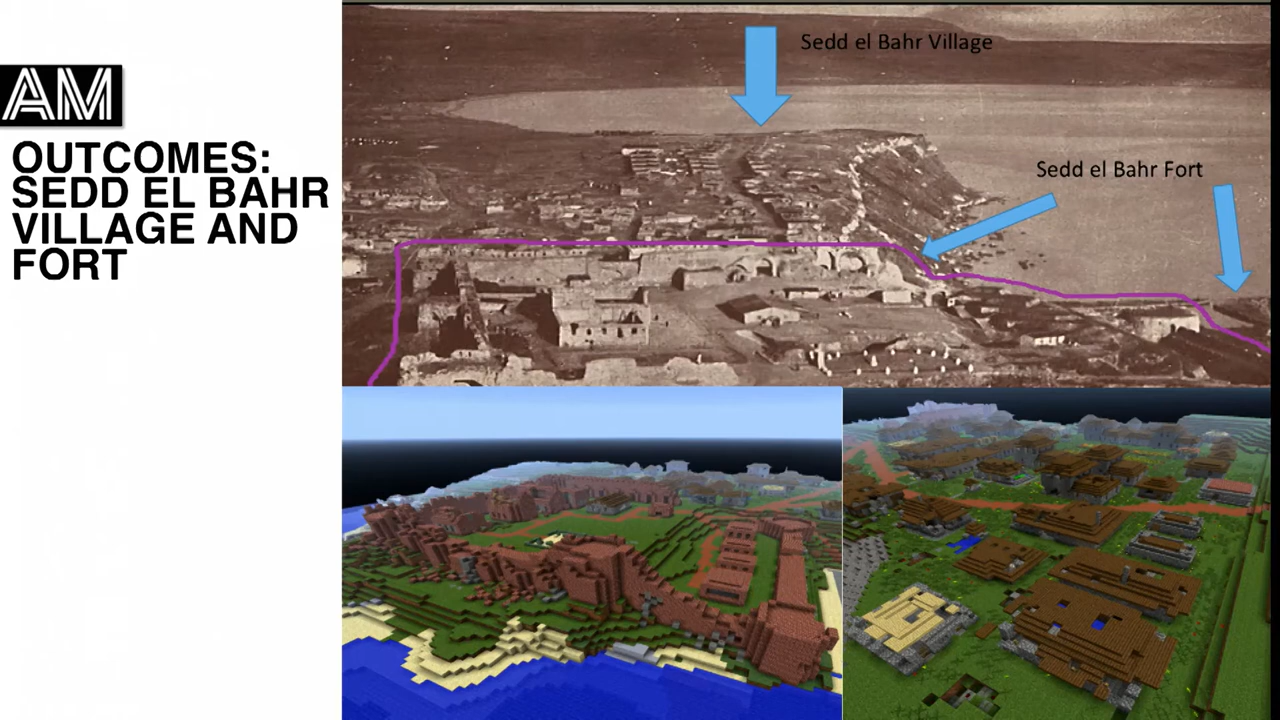 AM
OUTCOMES:
SEDD EL BAHR
VILLAGE AND
FORT
Sedd el Bahr Village
Sedd el Bahr Fort